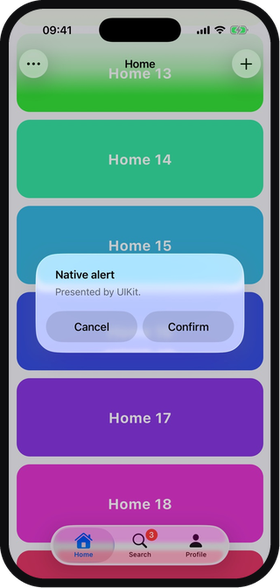 09:41
Home
Home 13
Home 14
Home 15
Native alert
Presented by UIKit.
Cancel
Confirm
Home 17
Home 18
3
Home
Search
Profile